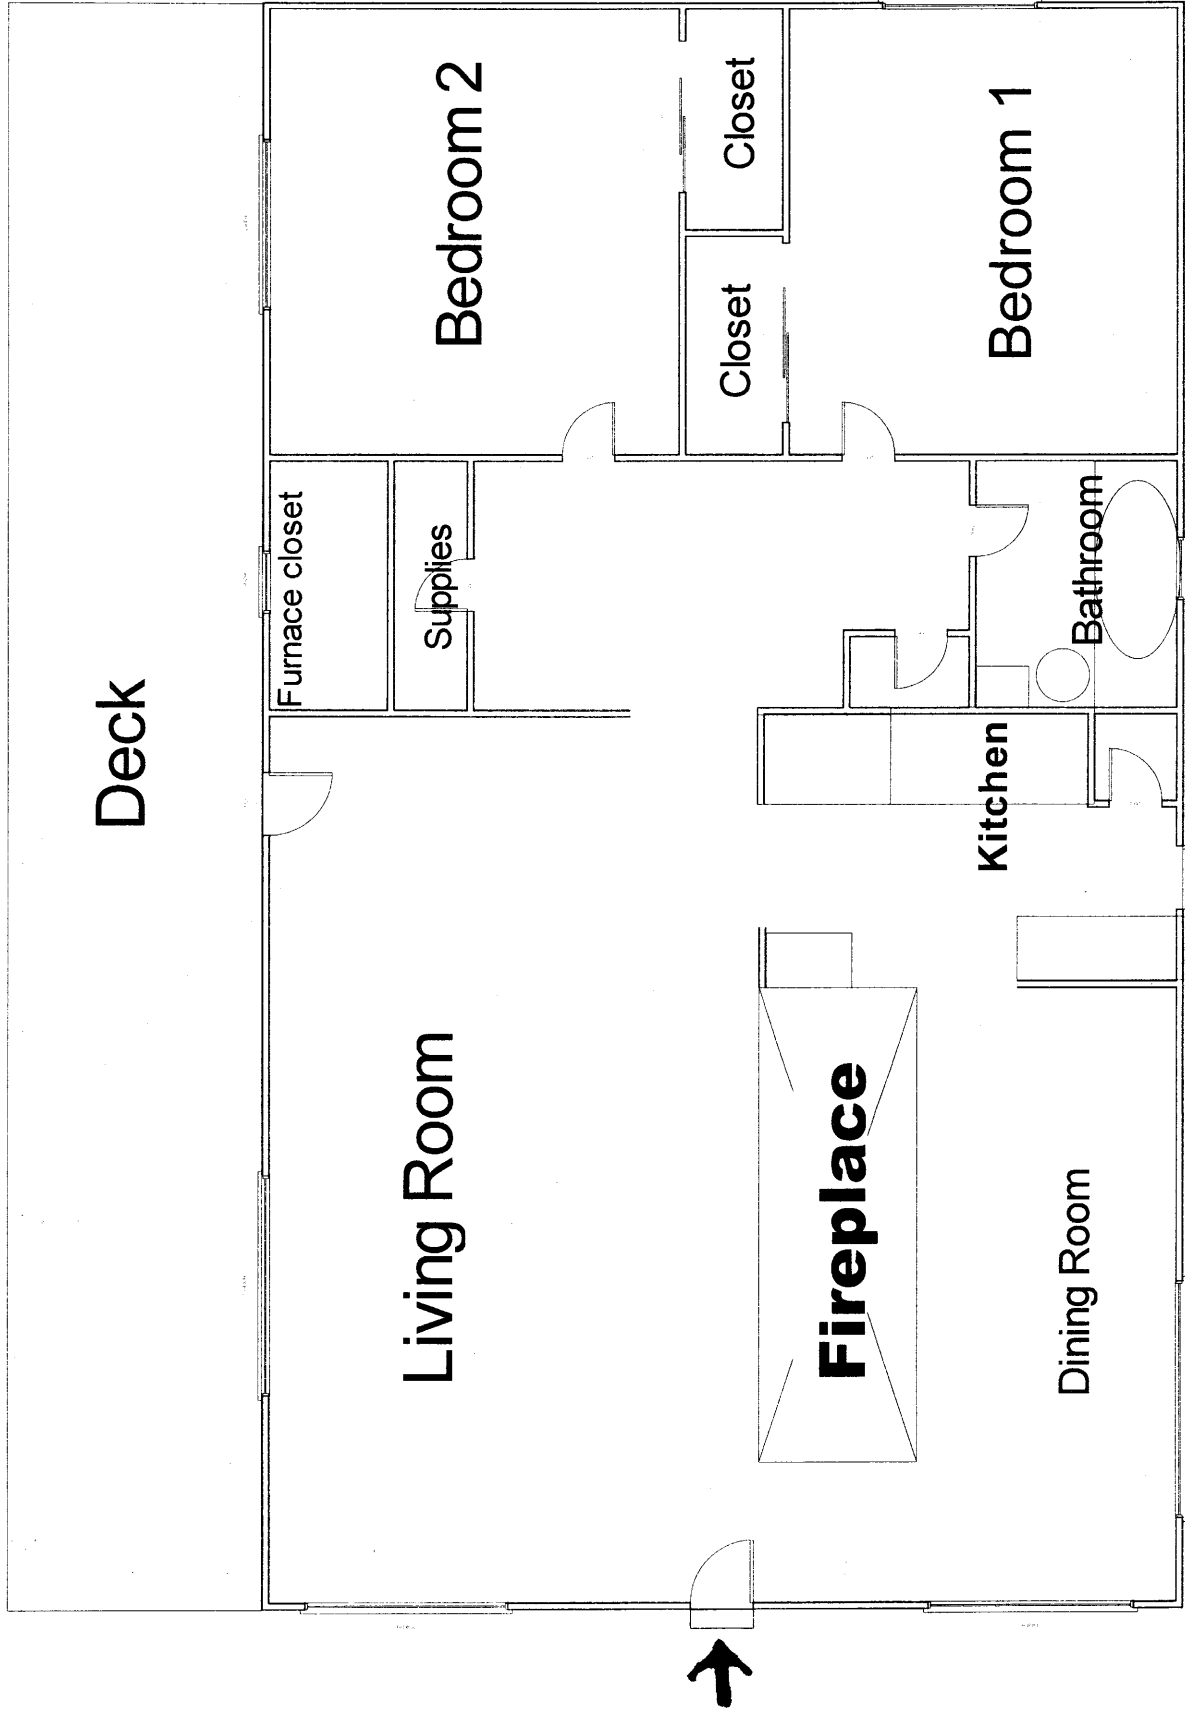 Deck
Furnace closet
Supplies
Living Room
Bedroom 2
Closet
Closet
Fireplace
Kitchen
Dining Room
Bathroom
Bedroom 1